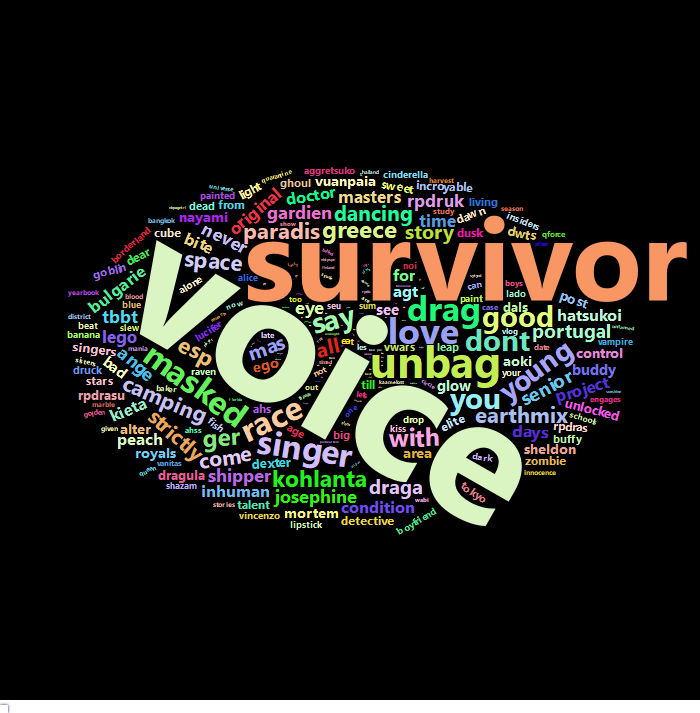 survivor
voice
aggretsuko
cinderella
harvest
quarantine
ghoul
vuanpaia
sweet
incroyable
light
painted
doctor
masters
rpdruk
living
dead from
original
gardien
dancing
study
dawn
season
insiders
nayami
time
bangkok
never
paradis
show
greece
story
dusk
dwts
qforce
borderland
cube
bite
dear
space
goblin
alone
alice
for
noi
can
boys
post
bulgarie
yearbook
blood
now
too
eye
seu
sum
see
agt
drag
paint
case
lado
dals
good
hatsukoi
district
tbbt
blue
slew
lucifer
say
love
dont
vlog
portugal
vampire
beat
banana
lego
esp
late
mas
ego
all
eat
vwars
leap
your
date
young
control
singers
ange
masked
raven
not
unbag
aoki
buddy
bad
druck
stars
camping
baker
out
till
glow
senior
project
rpdrasu
marble
golden
kieta
fish
ahs
race
one
let
you
elite
earthmix
unlocked
engages
school
given
alter
strictly
ahss
age
big
drop
kiss
with
area
days
rpdras
buffy
peach
ger
singer
royals
come
dexter
dark
sheldon
zombie
queen
vanitas
dragula
shipper
kohlanta
draga
tokyo
innocence
shazam
inhuman
josephine
wabi
stories
talent
mortem
condition
vincenzo
lipstick
detective
boyfriend